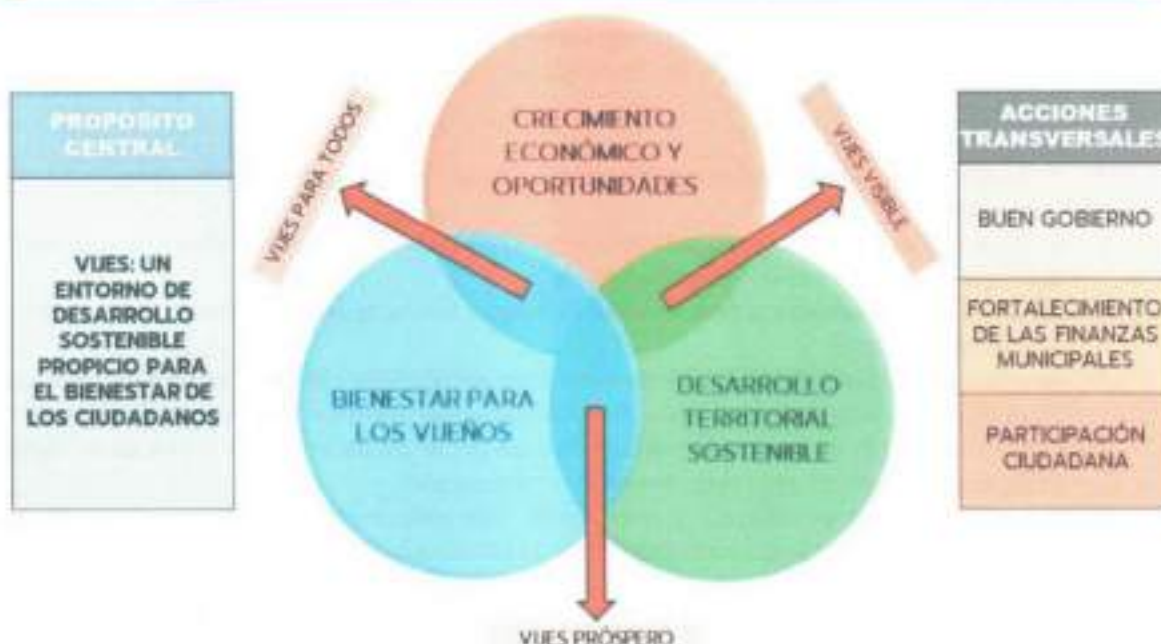 PROPÓSITO
CENTRAL
VIJES: UN
ENTORNO DE
DESARROLLO
SOSTENIBLE
PROPICIO PARA
EL BIENESTAR DE
LOS CIUDADANOS
VIJES PARA TODOS
CRECIMIENTO
ECONÓMICO Y
OPORTUNIDADES
VIJES VISIBLE
BIENESTAR PARA
LOS VIJEÑOS
DESARROLLO
TERRITORIAL
SOSTENIBLE
VIJES PRÓSPERO
ACCIONES
TRANSVERSALES
BUEN GOBIERNO
FORTALECIMIENTO
DE LAS FINANZAS
MUNICIPALES
PARTICIPACIÓN
CIUDADANA